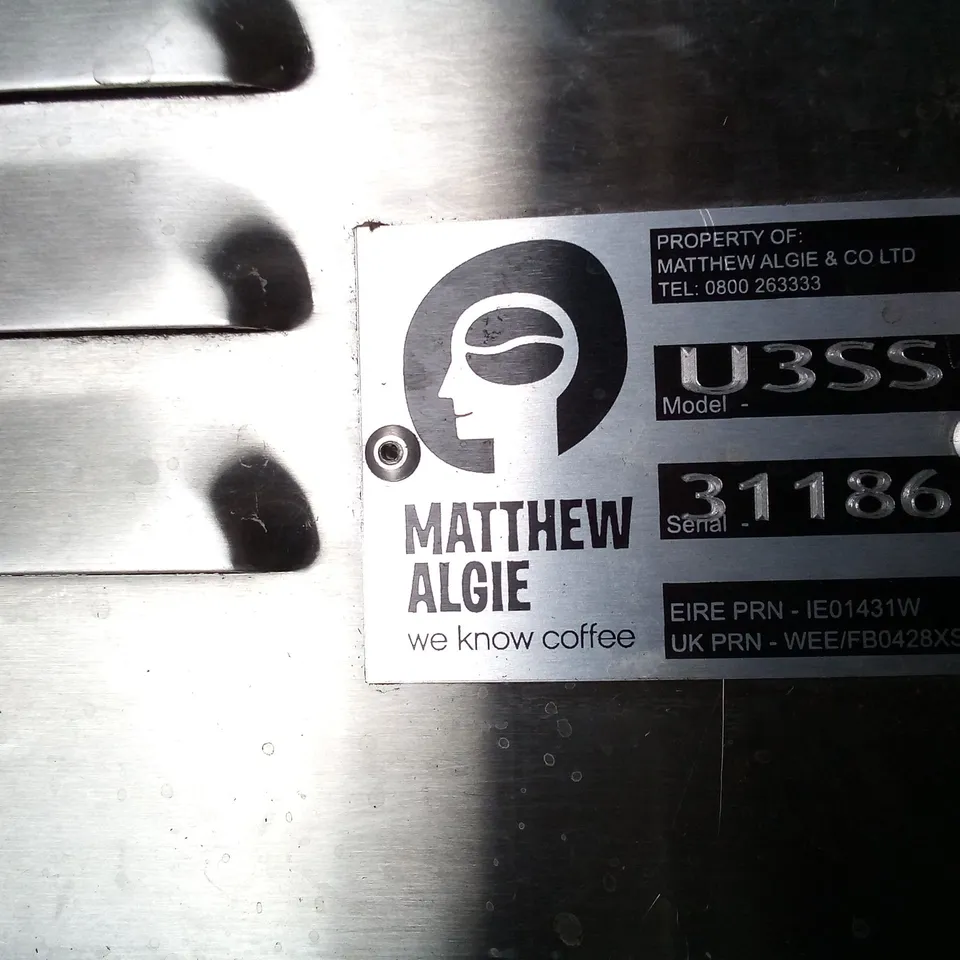 MATTHEW
ALGIE
we know coffee
PROPERTY OF:
MATTHEW ALGIE & CO LTD
TEL: 0800 263333
U3SS
Model -
31186
Serial -
EIRE PRN - IE01431W
UK PRN - WEE/FB0428XS